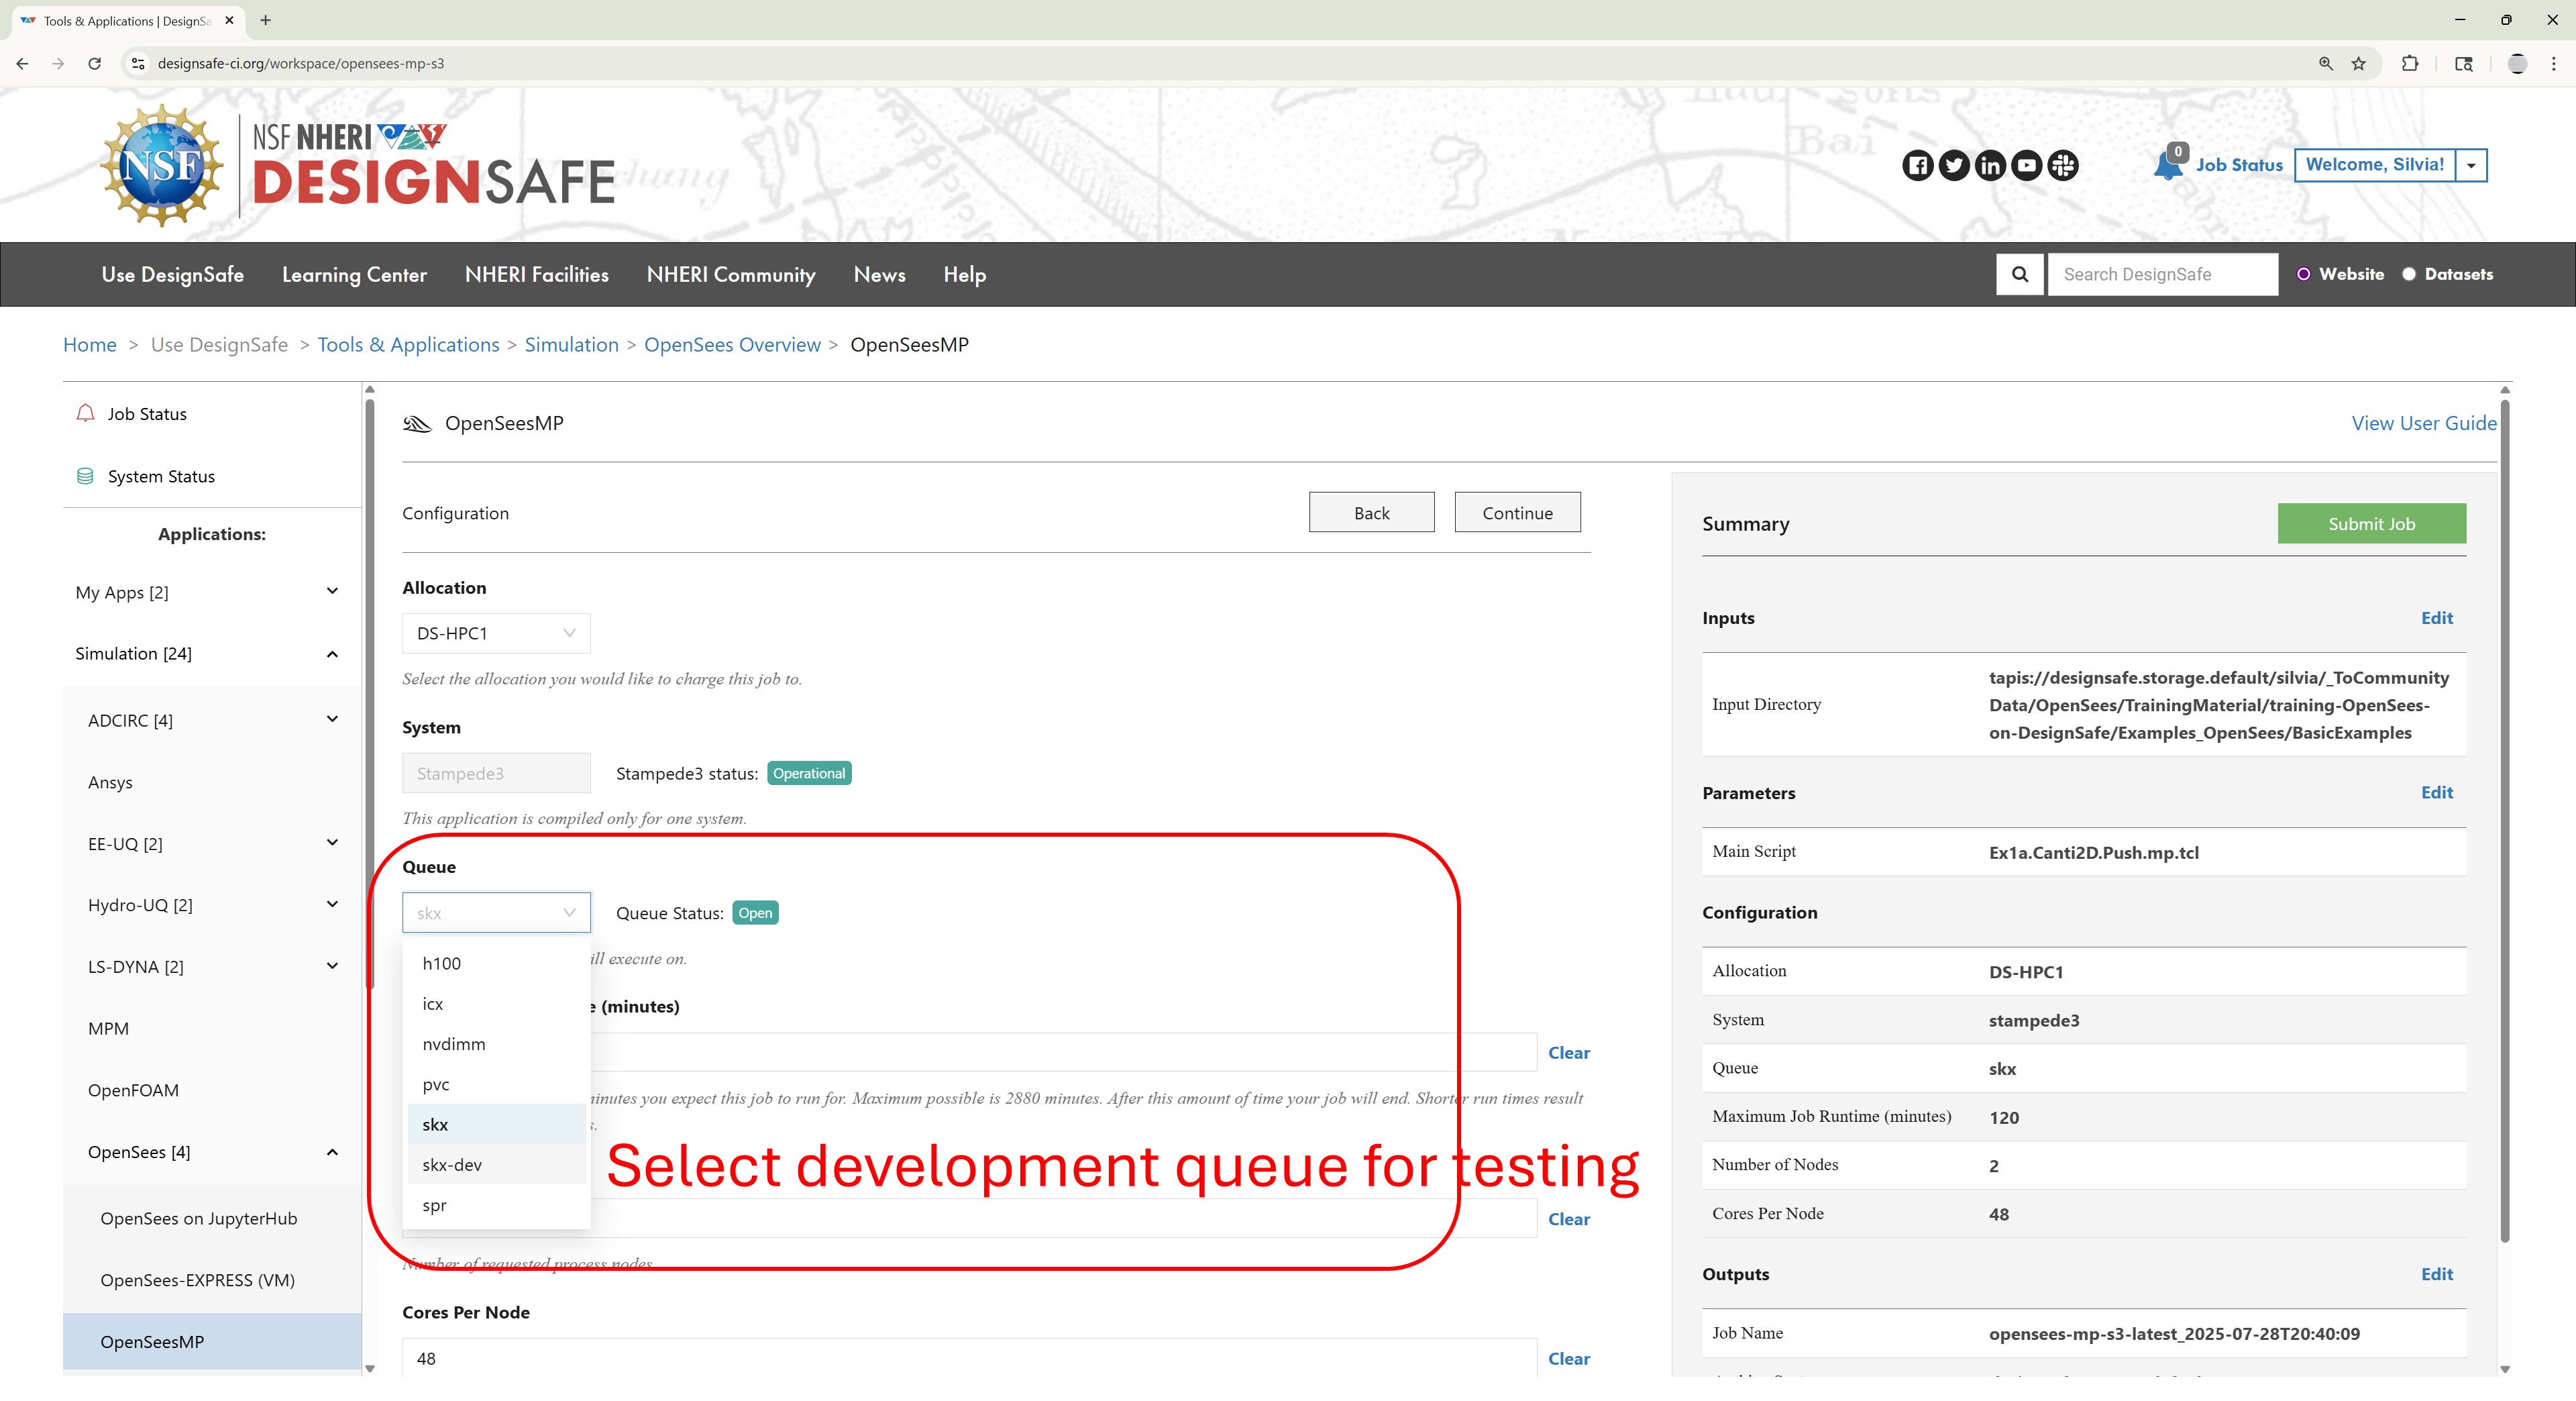 Tools & Applications | DesignSa
designsafe-ci.org/workspace/opensees-mp-s3
NSF
NSF NHERI
DESIGNSAFE
0
Job Status
Welcome, Silvia!
Use DesignSafe
Learning Center
NHERI Facilities
NHERI Community
News
Help
Search DesignSafe
Website
Datasets
Home > Use DesignSafe > Tools & Applications > Simulation > OpenSees Overview > OpenSeesMP
Job Status
System Status
Applications:
My Apps [2]
Simulation [24]
ADCIRC [4]
Ansys
EE-UQ [2]
Hydro-UQ [2]
LS-DYNA [2]
MPM
OpenFOAM
OpenSees [4]
OpenSees on JupyterHub
OpenSees-EXPRESS (VM)
OpenSeesMP
OpenSeesMP
View User Guide
Configuration
Back
Continue
Allocation
DS-HPC1
Select the allocation you would like to charge this job to.
System
Stampede3
Stampede3 status: Operational
This application is compiled only for one system.
Queue
skx
Queue Status: Open
h100
icx
nvdimm
pvc
skx
skx-dev
spr
ill execute on.
e (minutes)
Clear
inutes you expect this job to run for. Maximum possible is 2880 minutes. After this amount of time your job will end. Shorter run times result
s.
Select development queue for testing
Clear
Number of requested process nodes
Cores Per Node
48
Clear
Summary
Submit Job
Inputs
Edit
Input Directory
tapis://designsafe.storage.default/silvia/_ToCommunity
Data/OpenSees/TrainingMaterial/training-OpenSees-
on-DesignSafe/Examples_OpenSees/BasicExamples
Parameters
Edit
Main Script
Ex1a.Canti2D.Push.mp.tcl
Configuration
Allocation
DS-HPC1
System
stampede3
Queue
skx
Maximum Job Runtime (minutes)
120
Number of Nodes
2
Cores Per Node
48
Outputs
Edit
Job Name
opensees-mp-s3-latest_2025-07-28T20:40:09